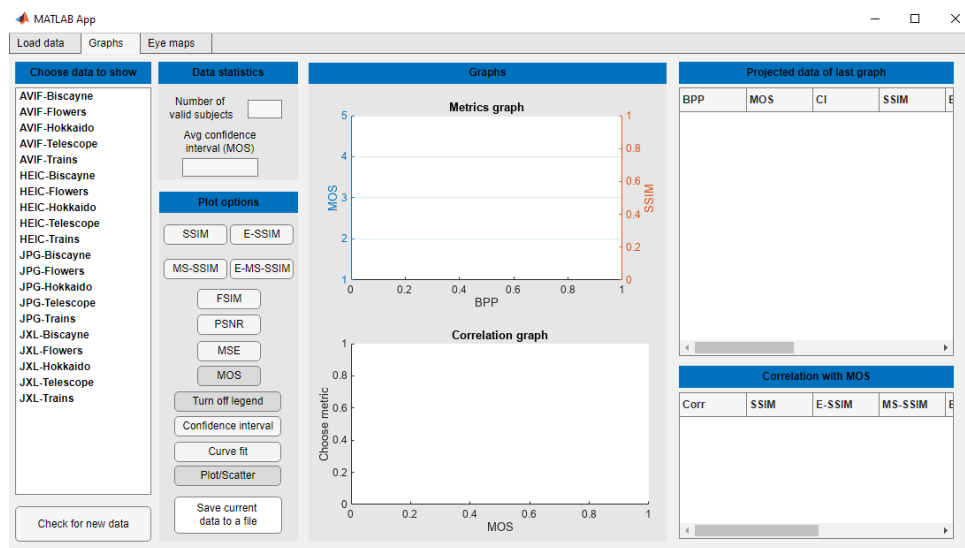 MATLAB App
Load data
Graphs
Eye maps
Choose data to show
AVIF-Biscayne
AVIF-Flowers
AVIF-Hokkaido
AVIF-Telescope
AVIF-Trains
HEIC-Biscayne
HEIC-Flowers
HEIC-Hokkaido
HEIC-Telescope
HEIC-Trains
JPG-Biscayne
JPG-Flowers
JPG-Hokkaido
JPG-Telescope
JPG-Trains
JXL-Biscayne
JXL-Flowers
JXL-Hokkaido
JXL-Telescope
JXL-Trains
Check for new data
Data statistics
Number of
valid subjects
Avg confidence
interval (MOS)
Plot options
SSIM
E-SSIM
MS-SSIM
E-MS-SSIM
FSIM
PSNR
MSE
MOS
Turn off legend
Confidence interval
Curve fit
Plot/Scatter
Save current
data to a file
Graphs
Metrics graph
5
4
3
2
1
MOS
1
0.8
0.6
0.4
0.2
0
SSIM
0 0.2 0.4 0.6 0.8 1
BPP
Correlation graph
1
0.8
0.6
0.4
0.2
0
Choose metric
0 0.2 0.4 0.6 0.8 1
MOS
Projected data of last graph
BPP MOS CI SSIM E
Correlation with MOS
Corr SSIM E-SSIM MS-SSIM E